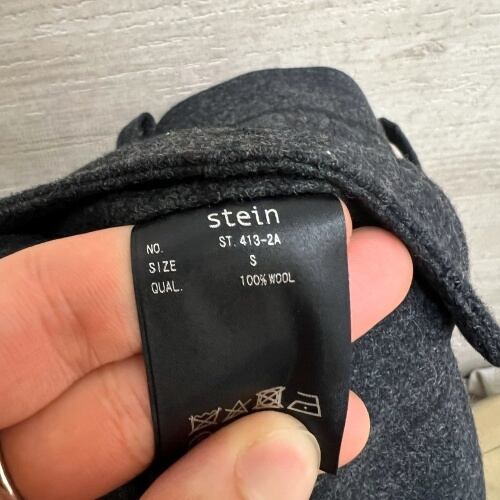 stein
NO. ST.413-2A
SIZE S
QUAL. 100%WOOL